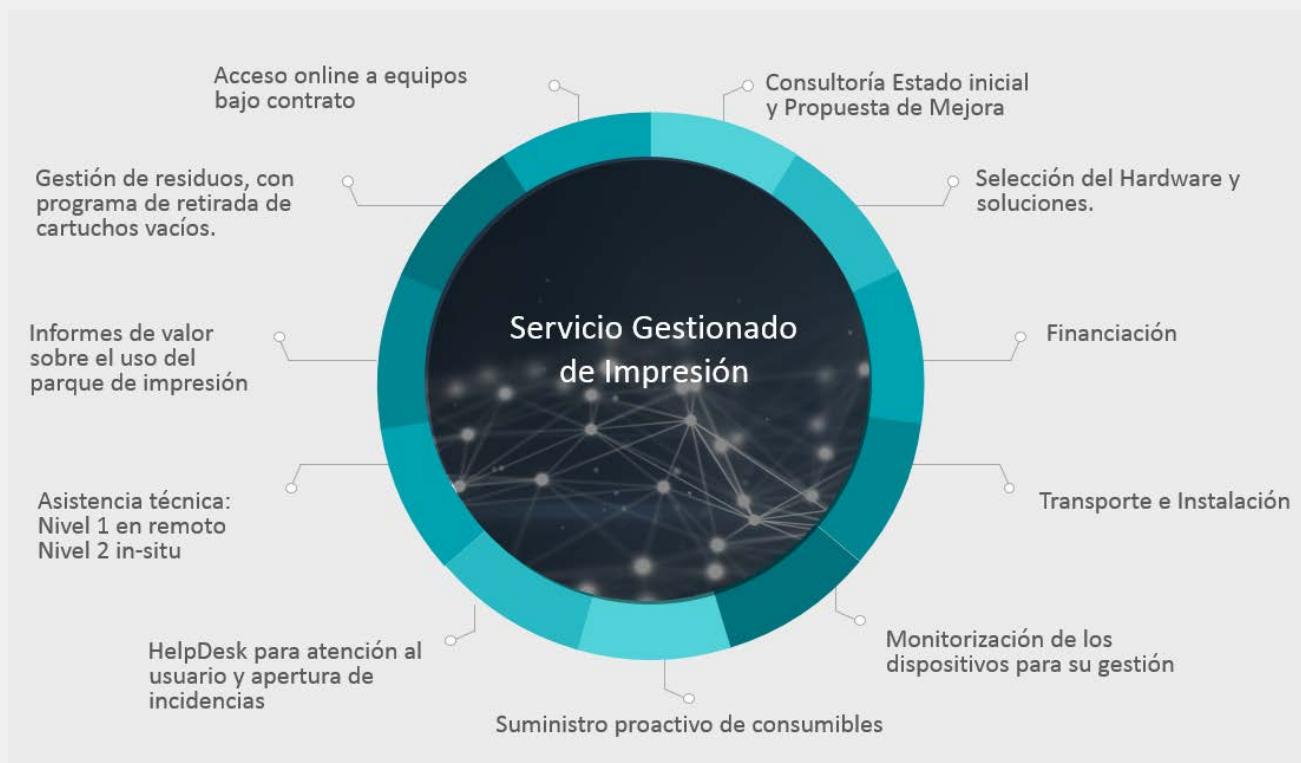 Acceso online a equipos
bajo contrato
Consultoría Estado inicial
y Propuesta de Mejora
Gestión de residuos, con
programa de retirada de
cartuchos vacíos.
Selección del Hardware y
soluciones.
Servicio Gestionado
de Impresión
Informes de valor
sobre el uso del
parque de impresión
Financiación
Asistencia técnica:
Nivel 1 en remoto
Nivel 2 in-situ
Transporte e Instalación
HelpDesk para atención al
usuario y apertura de
incidencias
Monitorización de los
dispositivos para su gestión
Suministro proactivo de consumibles